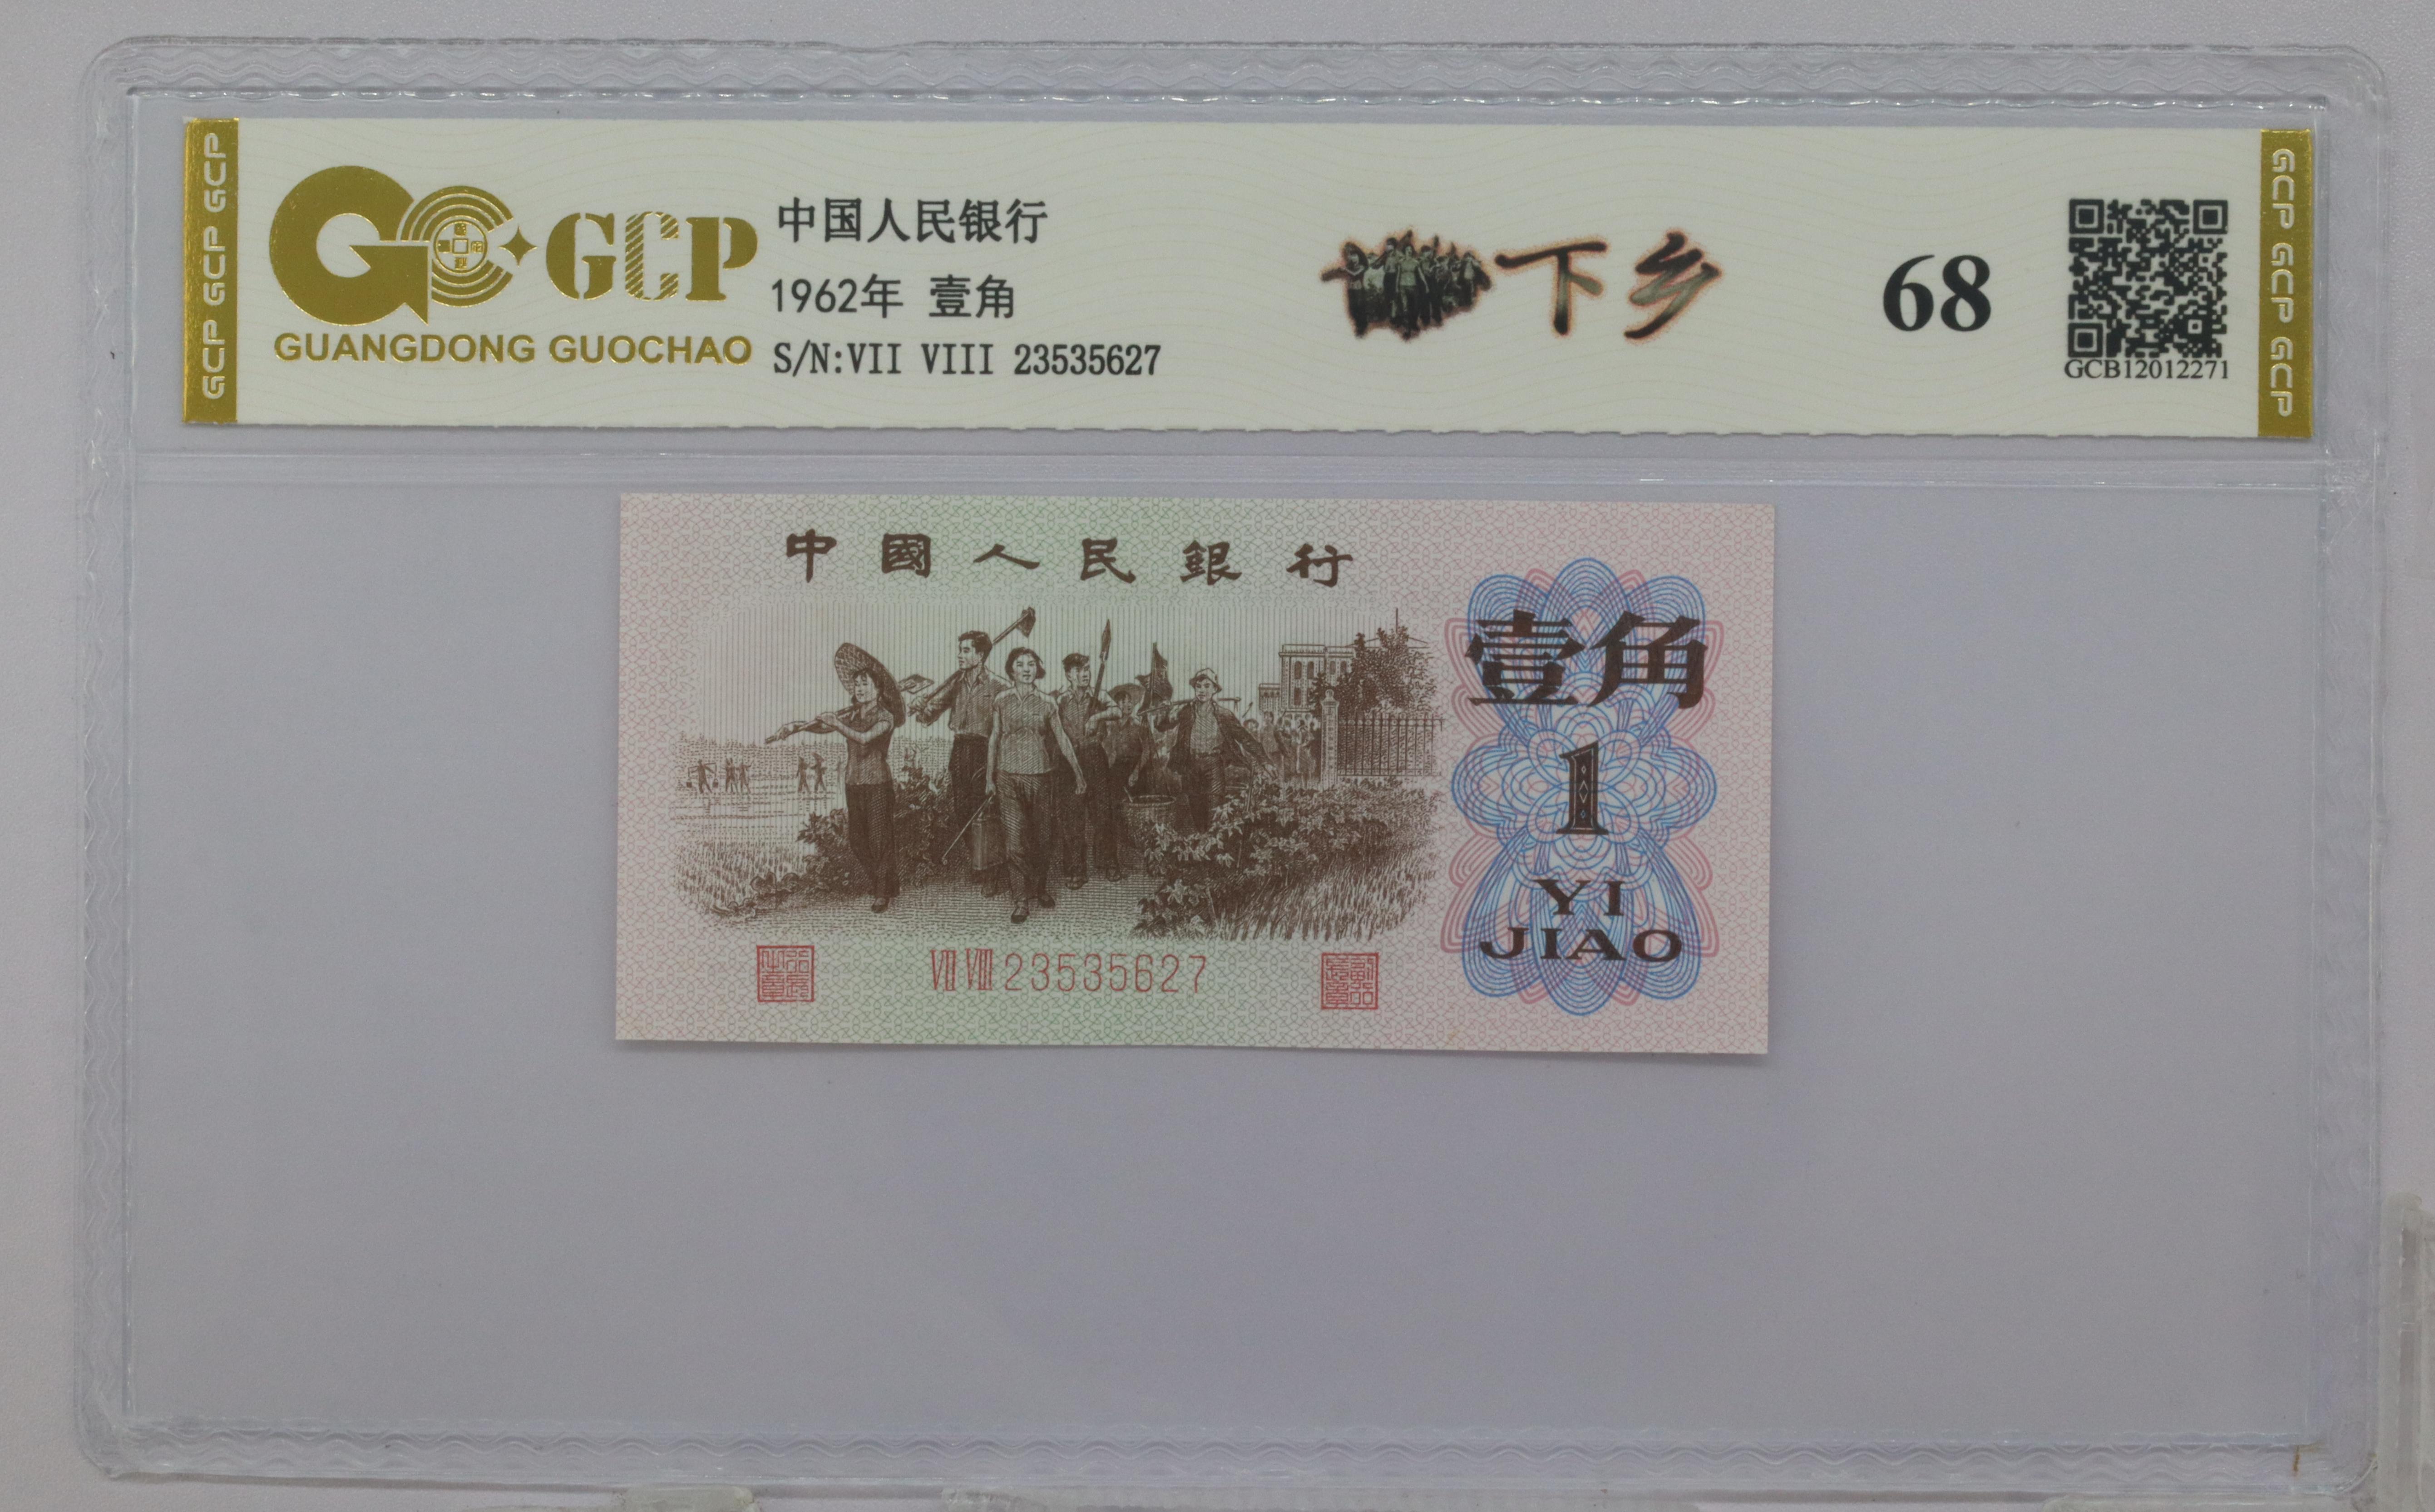 GCP GCP GCP
GCP
GUANGDONG GUOCHAO
中国人民银行
1962年 壹角
S/N:VII VIII 23535627
下乡
68
GCB12012271
GCP GCP GCP
中國人民銀行
壹角
1
YI
JIAO
VII VIII 23535627